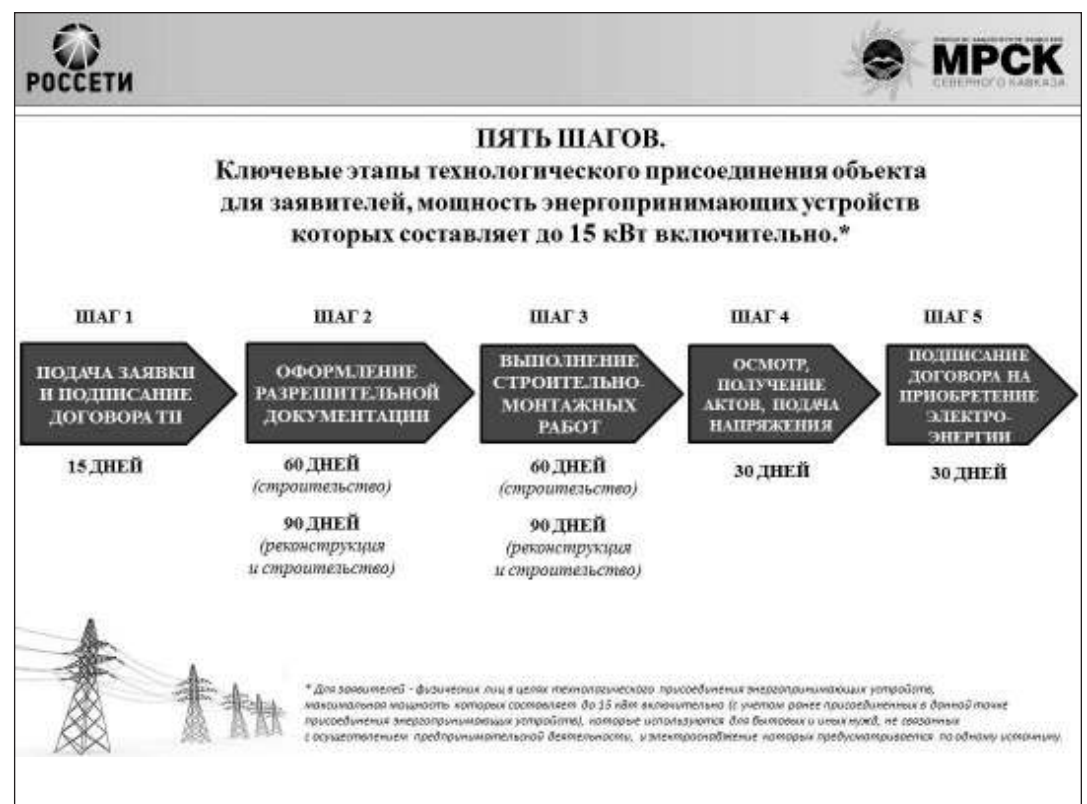 РОССЕТИ
МРСК
СЕВЕРНОГО КАВКАЗА
ПЯТЬ ШАГОВ.
Ключевые этапы технологического присоединения объекта
для заявителей, мощность энергопринимающих устройств
которых составляет до 15 кВт включительно.*
ШАГ 1
ПОДАЧА ЗАЯВКИ
И ПОДПИСАНИЕ
ДОГОВОРА ТП
15 ДНЕЙ
ШАГ 2
ОФОРМЛЕНИЕ
РАЗРЕШИТЕЛЬНОЙ
ДОКУМЕНТАЦИИ
60 ДНЕЙ
(строительство)
90 ДНЕЙ
(реконструкция
и строительство)
ШАГ 3
ВЫПОЛНЕНИЕ
СТРОИТЕЛЬНО-
МОНТАЖНЫХ
РАБОТ
60 ДНЕЙ
(строительство)
90 ДНЕЙ
(реконструкция
и строительство)
ШАГ 4
ОСМОТР,
ПОЛУЧЕНИЕ
АКТОВ, ПОДАЧА
НАПРЯЖЕНИЯ
30 ДНЕЙ
ШАГ 5
ПОДПИСАНИЕ
ДОГОВОРА НА
ПРИОБРЕТЕНИЕ
ЭЛЕКТРО-
ЭНЕРГИИ
30 ДНЕЙ
* Для заявителей - физических лиц в целях технологического присоединения энергопринимающих устройств,
максимальная мощность которых составляет до 15 кВт включительно (с учетом ранее присоединенных в данной точке
присоединения энергопринимающих устройств), которые используются для бытовых и иных нужд, не связанных
с осуществлением предпринимательской деятельности, и электроснабжение которых предусматривается по одному источнику.